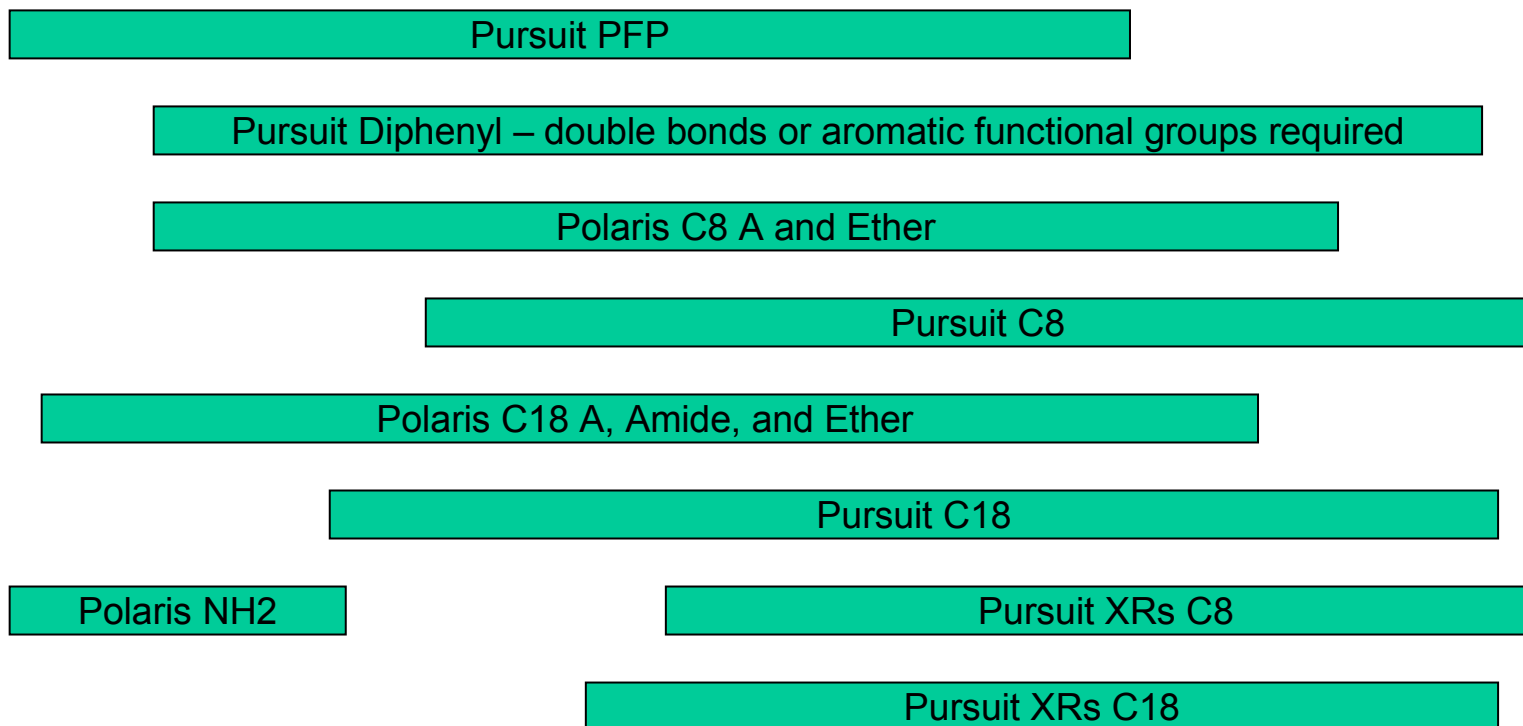 Pursuit PFP
Pursuit Diphenyl – double bonds or aromatic functional groups required
Polaris C8 A and Ether
Pursuit C8
Polaris C18 A, Amide, and Ether
Pursuit C18
Polaris NH2
Pursuit XRs C8
Pursuit XRs C18